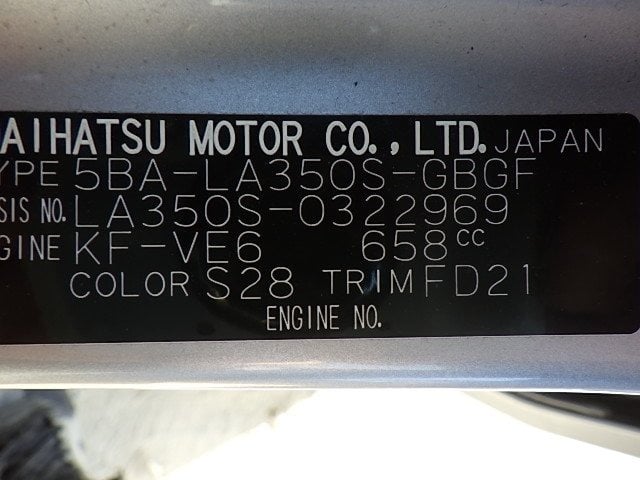 AIHATSU MOTOR CO.,LTD. JAPAN
YPE 5BA-LA350S-GBGF
SIS NO. LA350S-0322969
GINE KF-VE6 658cc
COLOR S28 TRIM FD21
ENGINE NO.